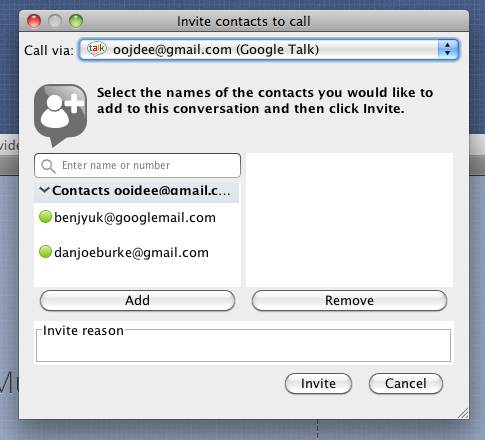 Invite contacts to call
Call via:
talk
oojdee@gmail.com (Google Talk)
Select the names of the contacts you would like to
add to this conversation and then click Invite.
Enter name or number
Contacts oojdee@gmail.c...
benjyuk@googlemail.com
danjoeburke@gmail.com
Add
Remove
Invite reason
Invite
Cancel